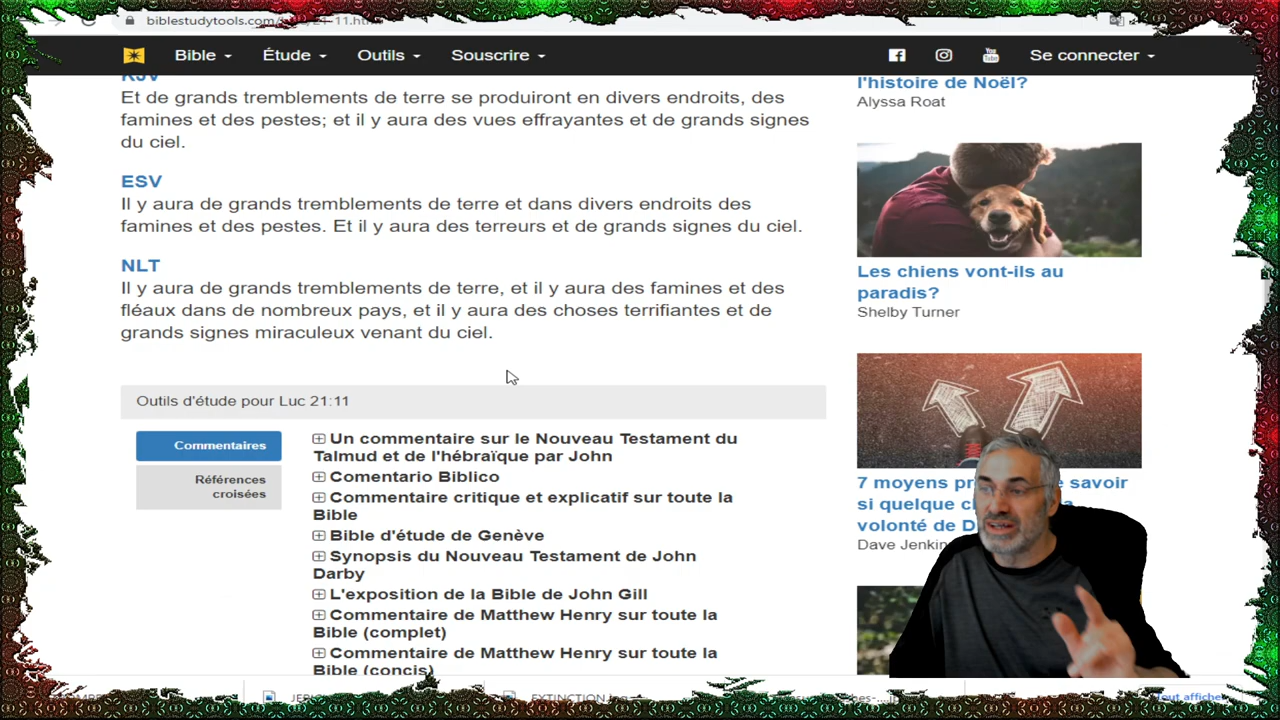 biblestudytools.com/
21-11.htm
Bible
Étude
Outils
Souscrire
Se connecter
KJV
Et de grands tremblements de terre se produiront en divers endroits, des
famines et des pestes; et il y aura des vues effrayantes et de grands signes
du ciel.
ESV
Il y aura de grands tremblements de terre et dans divers endroits des
famines et des pestes. Et il y aura des terreurs et de grands signes du ciel.
NLT
Il y aura de grands tremblements de terre, et il y aura des famines et des
fléaux dans de nombreux pays, et il y aura des choses terrifiantes et de
grands signes miraculeux venant du ciel.
Outils d'étude pour Luc 21:11
Commentaires
Références
croisées
Un commentaire sur le Nouveau Testament du
Talmud et de l'hébraïque par John
Comentario Biblico
Commentaire critique et explicatif sur toute la
Bible
Bible d'étude de Genève
Synopsis du Nouveau Testament de John
Darby
L'exposition de la Bible de John Gill
Commentaire de Matthew Henry sur toute la
Bible (complet)
Commentaire de Matthew Henry sur toute la
Bible (concis)
l'histoire de Noël?
Alyssa Roat
Les chiens vont-ils au
paradis?
Shelby Turner
7 moyens savoir
si quelque
volonté de
Dave
You
EXTINCTION